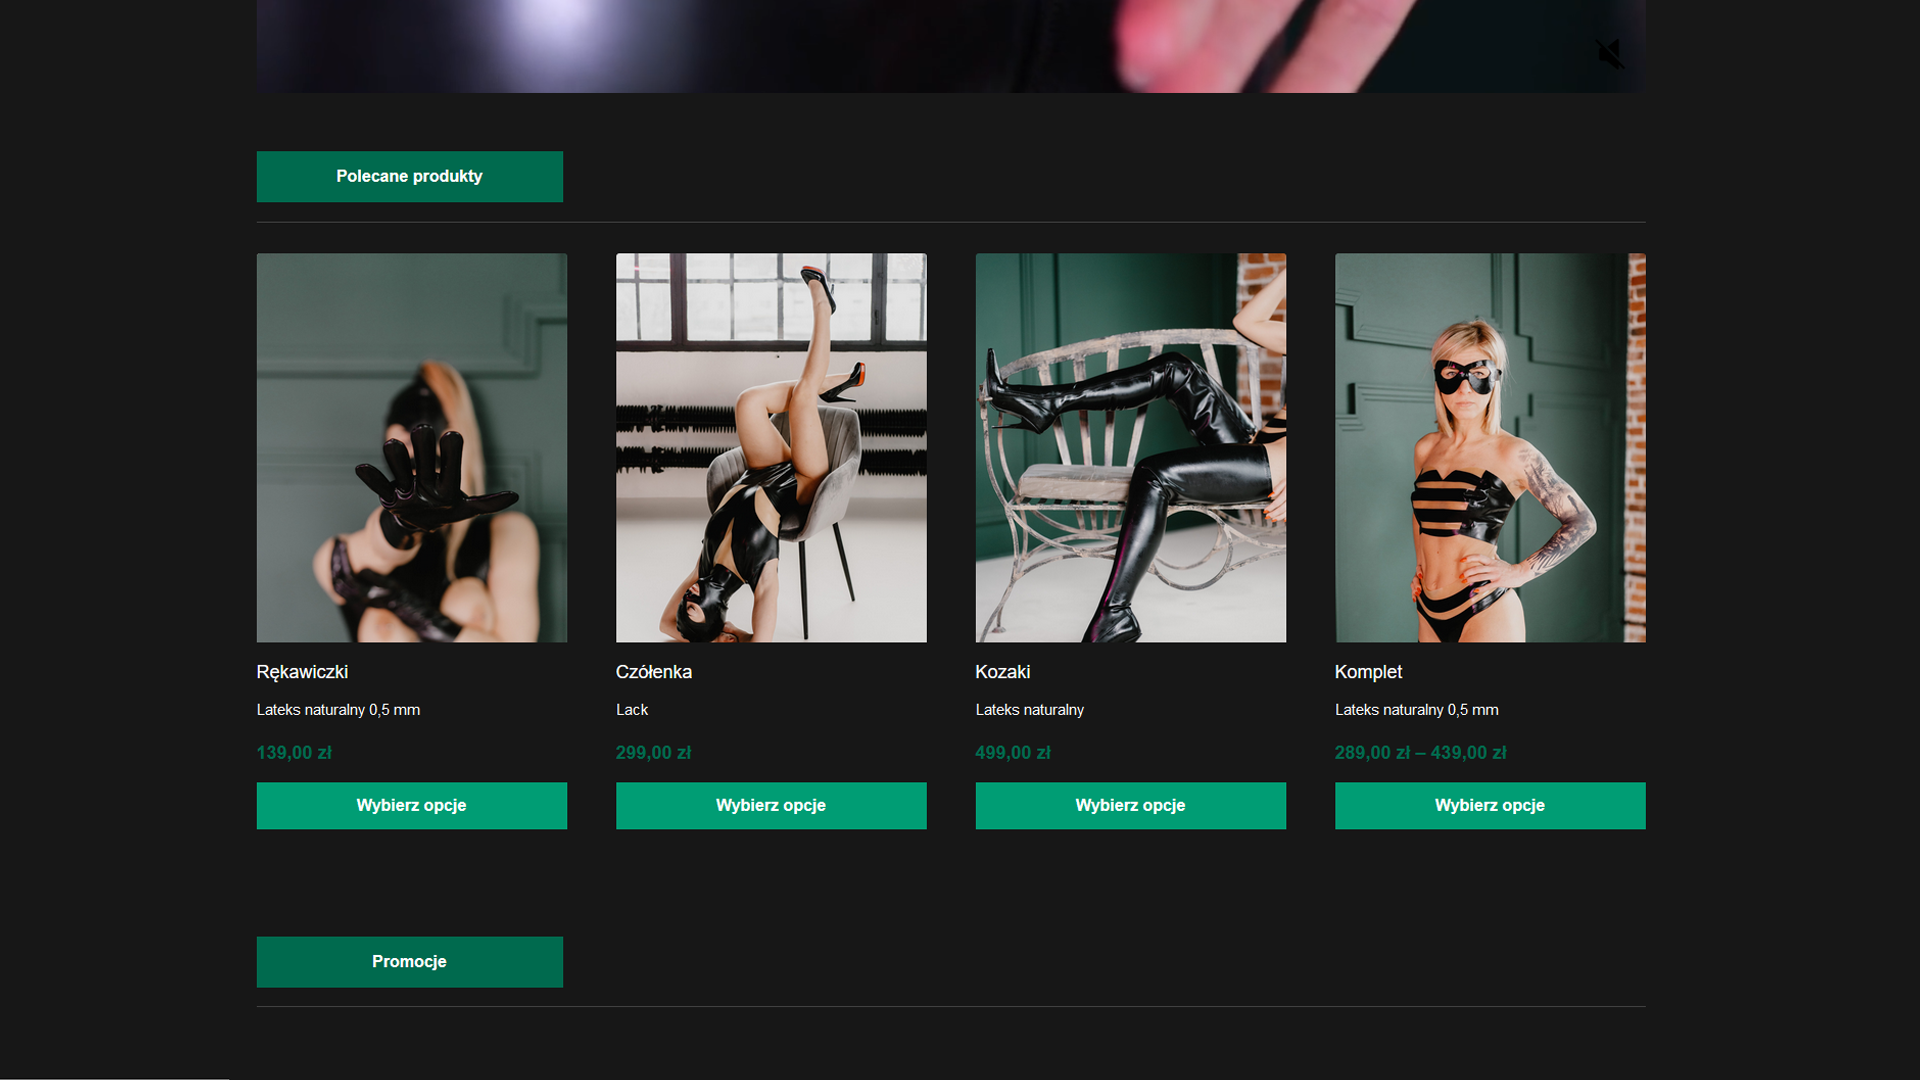 Polecane produkty
Rękawiczki
Lateks naturalny 0,5 mm
139,00 zł
Wybierz opcje
Czółenka
Lack
299,00 zł
Wybierz opcje
Kozaki
Lateks naturalny
499,00 zł
Wybierz opcje
Komplet
Lateks naturalny 0,5 mm
289,00 zł – 439,00 zł
Wybierz opcje
Promocje